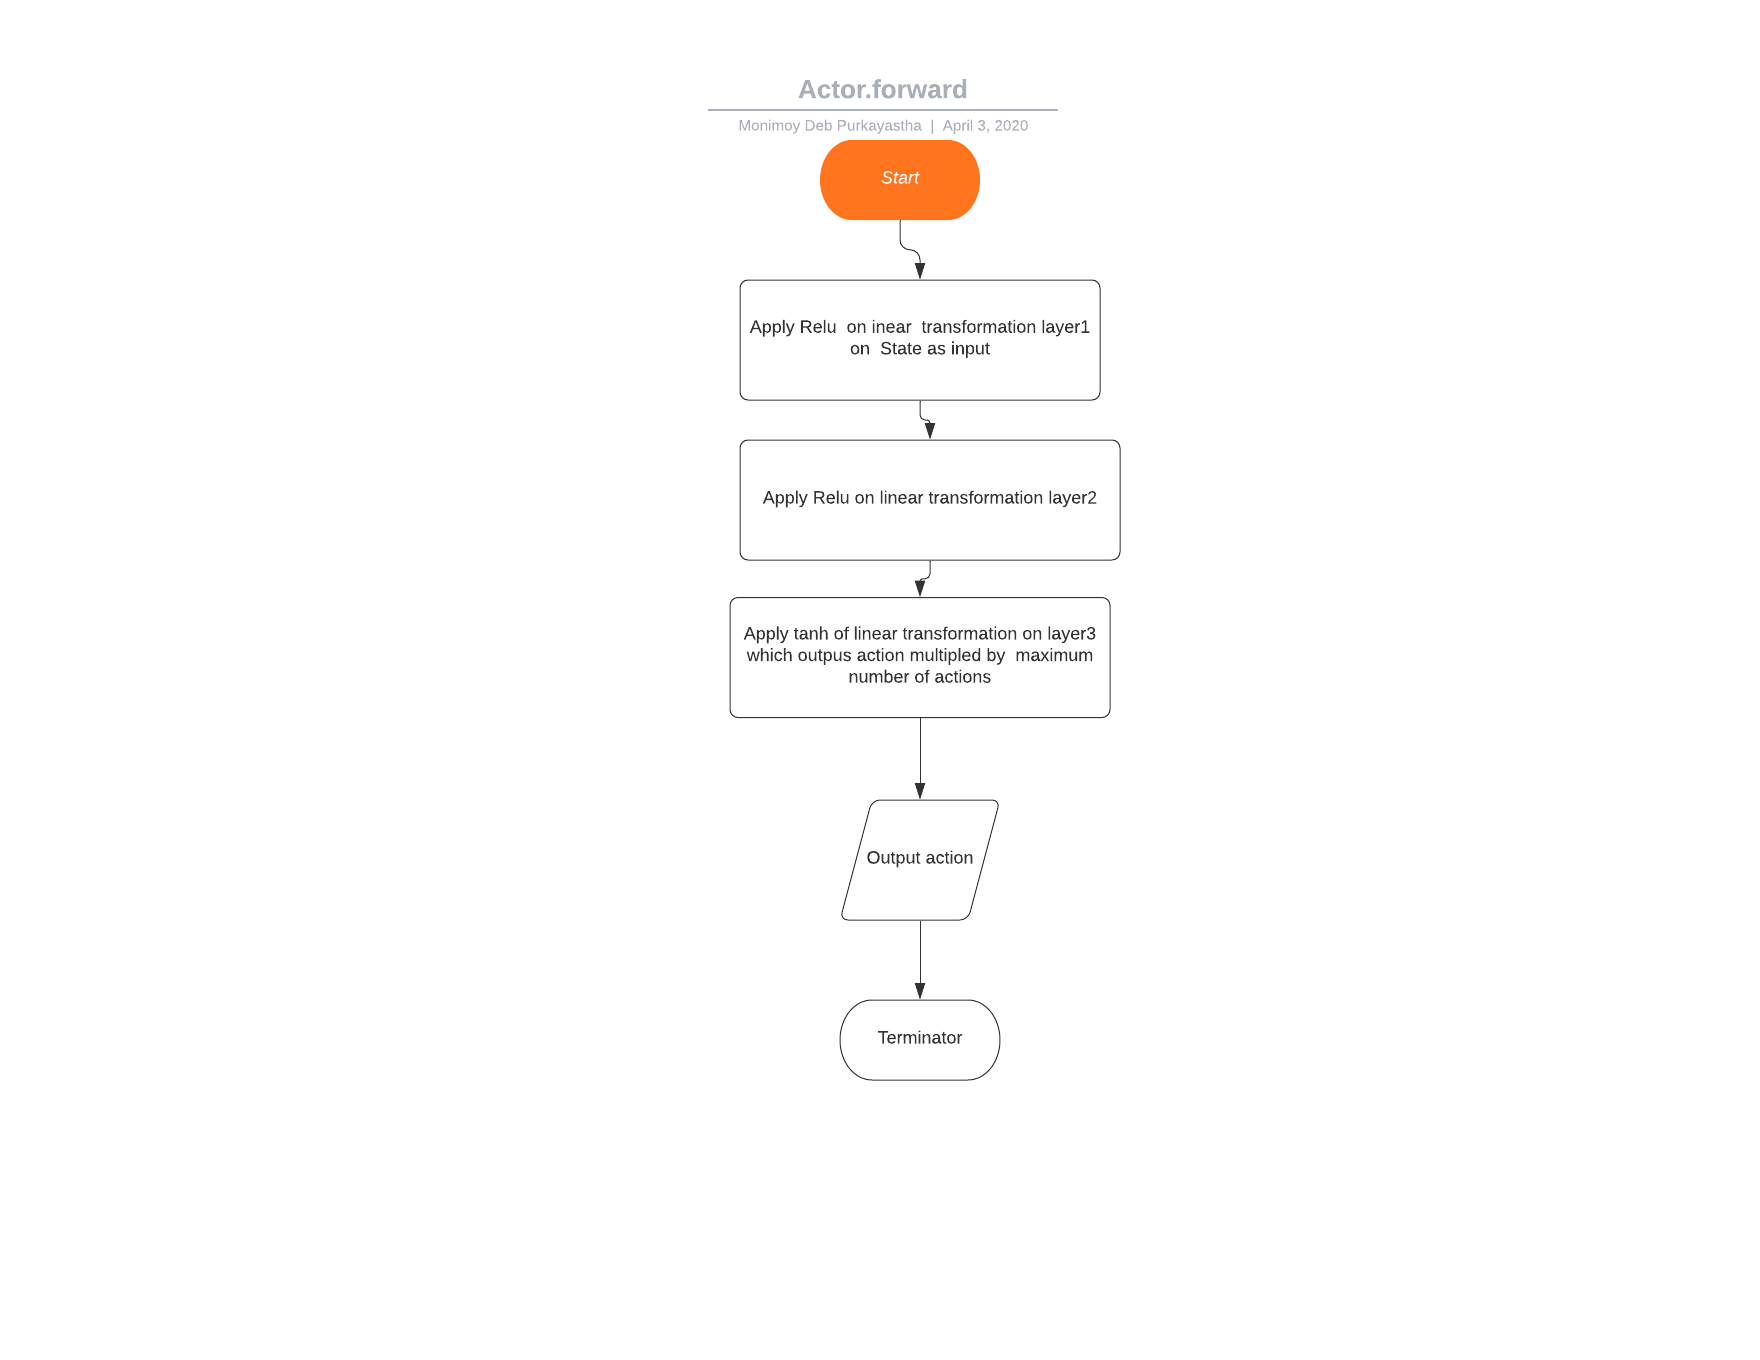 Actor.forward
Monimoy Deb Purkayastha | April 3, 2020
Start
Apply Relu  on inear  transformation layer1
on  State as input
Apply Relu on linear transformation layer2
Apply tanh of linear transformation on layer3
which outpus action multipled by  maximum
number of actions
Output action
Terminator